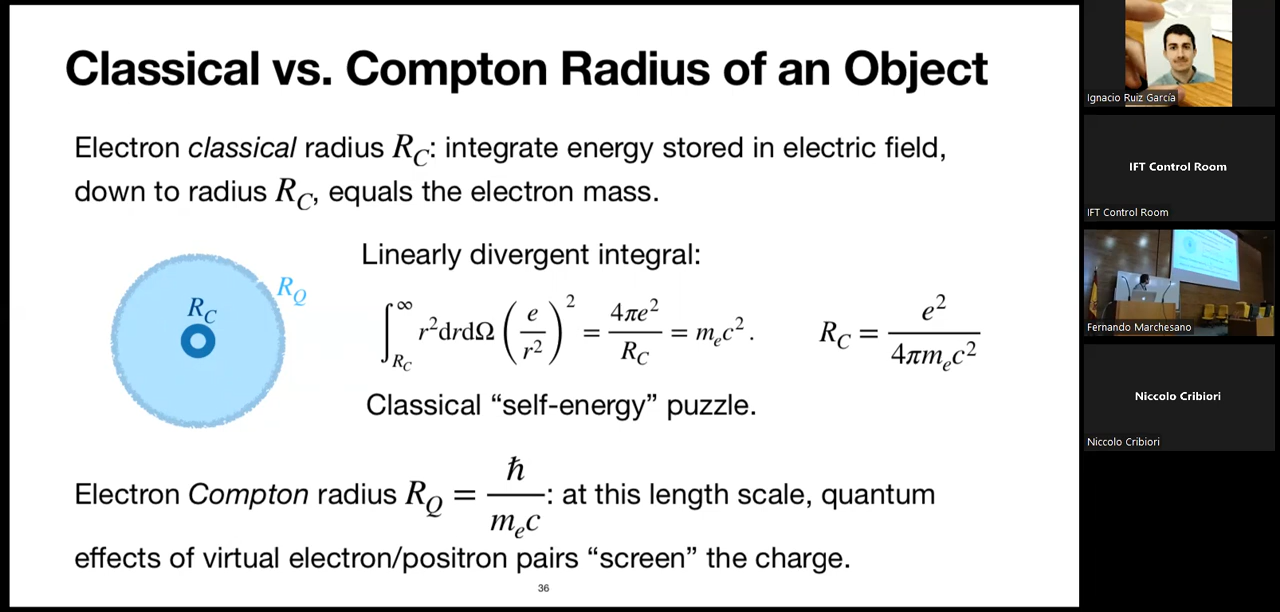 Classical vs. Compton Radius of an Object
Electron classical radius R_C: integrate energy stored in electric field,
down to radius R_C, equals the electron mass.
Linearly divergent integral:
R_Q
R_C
∫_{R_C}^∞ r²drdΩ (e/r²)² = 4πe²/R_C = m_e c².
R_C = e²/4πm_e c²
Classical “self-energy” puzzle.
Electron Compton radius R_Q = ħ/m_e c: at this length scale, quantum
effects of virtual electron/positron pairs “screen” the charge.
36
Ignacio Ruiz García
IFT Control Room
IFT Control Room
Fernando Marchesano
Niccolo Cribiori
Niccolo Cribiori